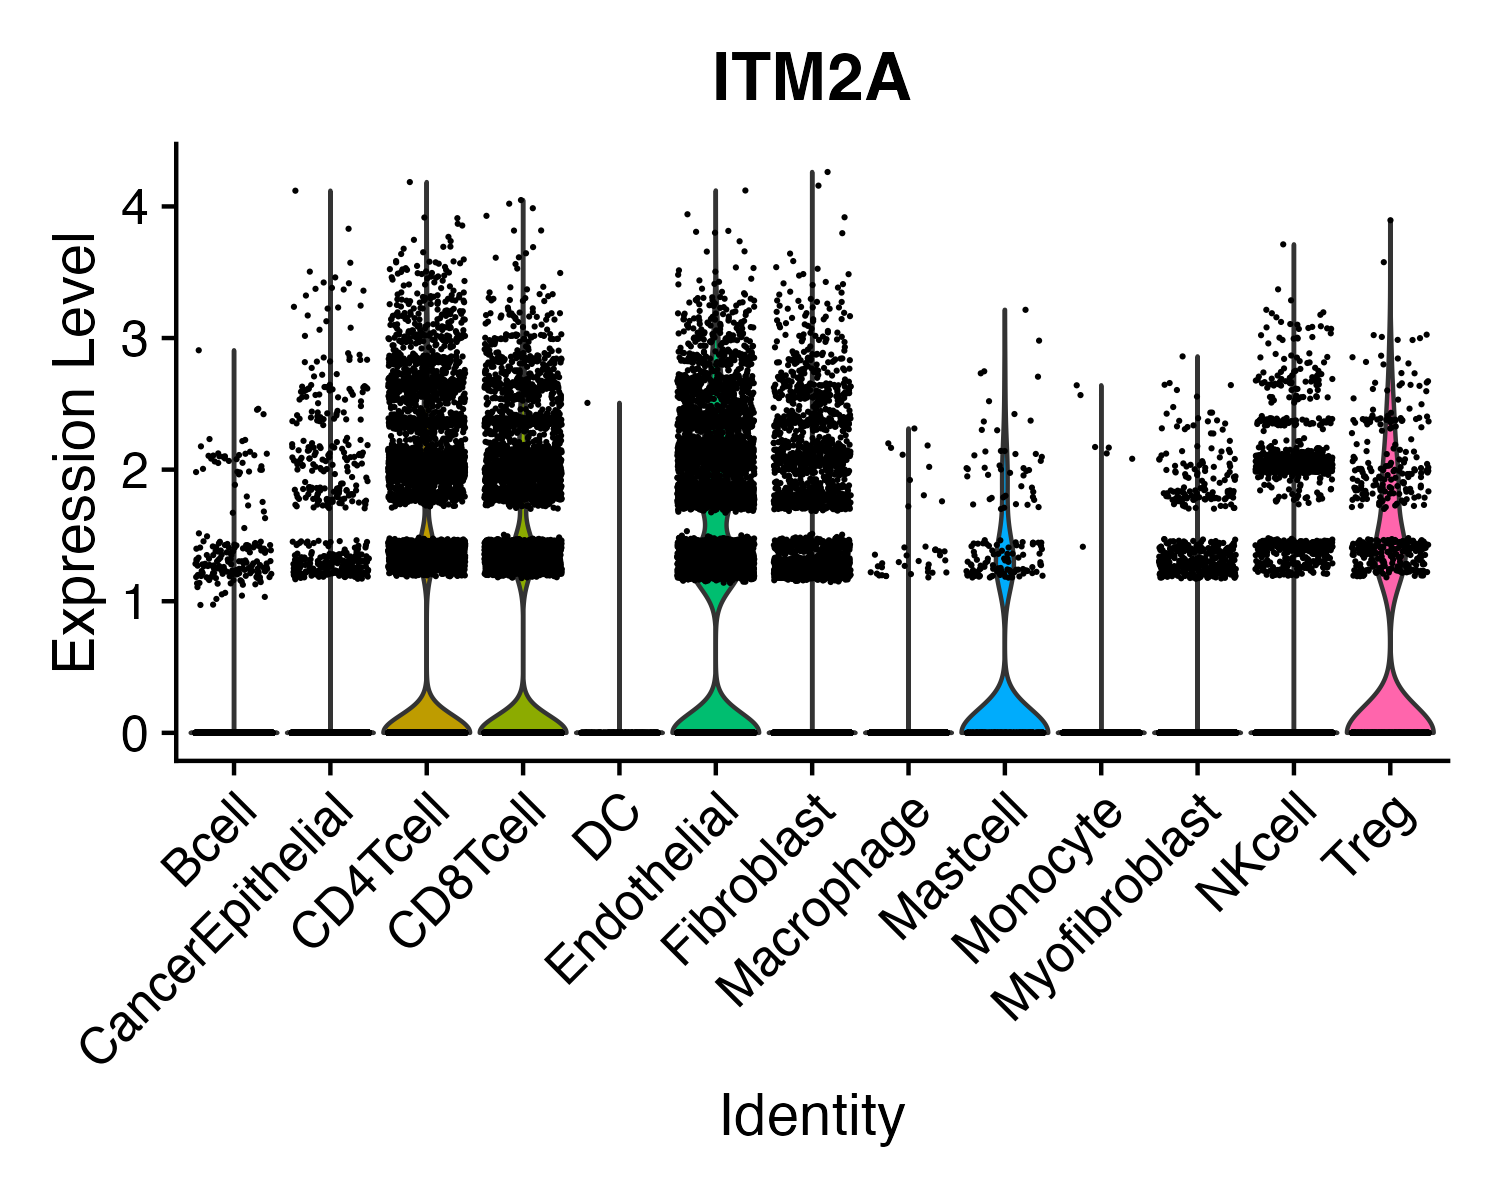 ITM2A
Expression Level
4
3
2
1
0
Bcell
CancerEpithelial
CD4Tcell
CD8Tcell
DC
Endothelial
Fibroblast
Macrophage
Mastcell
Monocyte
Myofibroblast
NKcell
Treg
Identity